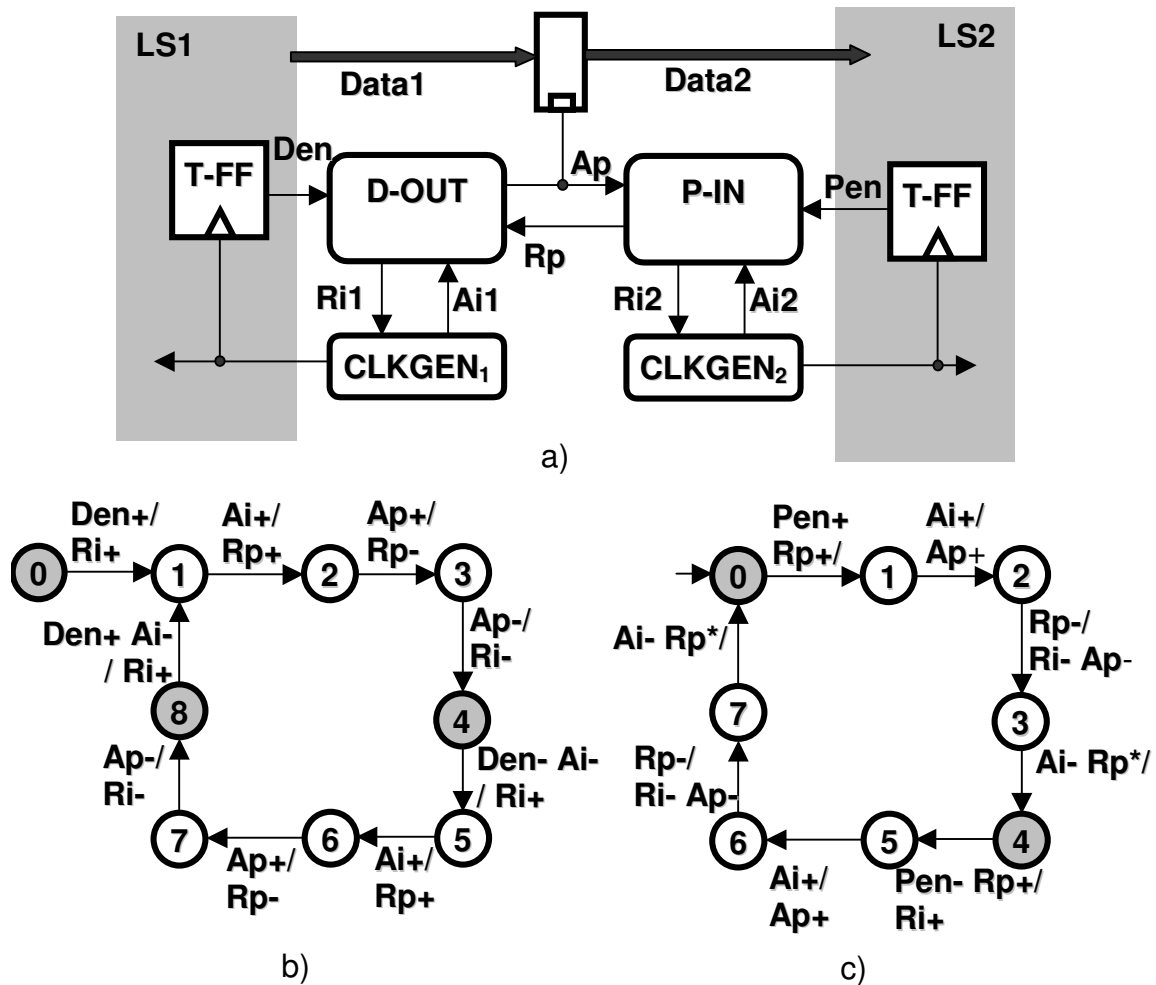 LS1
LS2
Data1
Data2
T-FF
Den
D-OUT
Ap
P-IN
Pen
T-FF
Rp
Ri1
Ai1
Ri2
Ai2
CLKGEN1
CLKGEN2
a)
Den+/
Ri+
Ai+/
Rp+
Ap+/
Rp-
0
1
2
3
Den+ Ai-
/ Ri+
Ap-/
Ri-
8
4
Ap-/
Ri-
Den- Ai-
/ Ri+
7
6
5
Ap+/
Rp-
Ai+/
Rp+
b)
Pen+
Rp+/
Ai+/
Ap+
0
1
2
Ai- Rp*/
Rp-/
Ri- Ap-
7
3
Rp-/
Ri- Ap-
Ai- Rp*/
6
5
4
Ai+/
Ap+
Pen- Rp+/
Ri+
c)